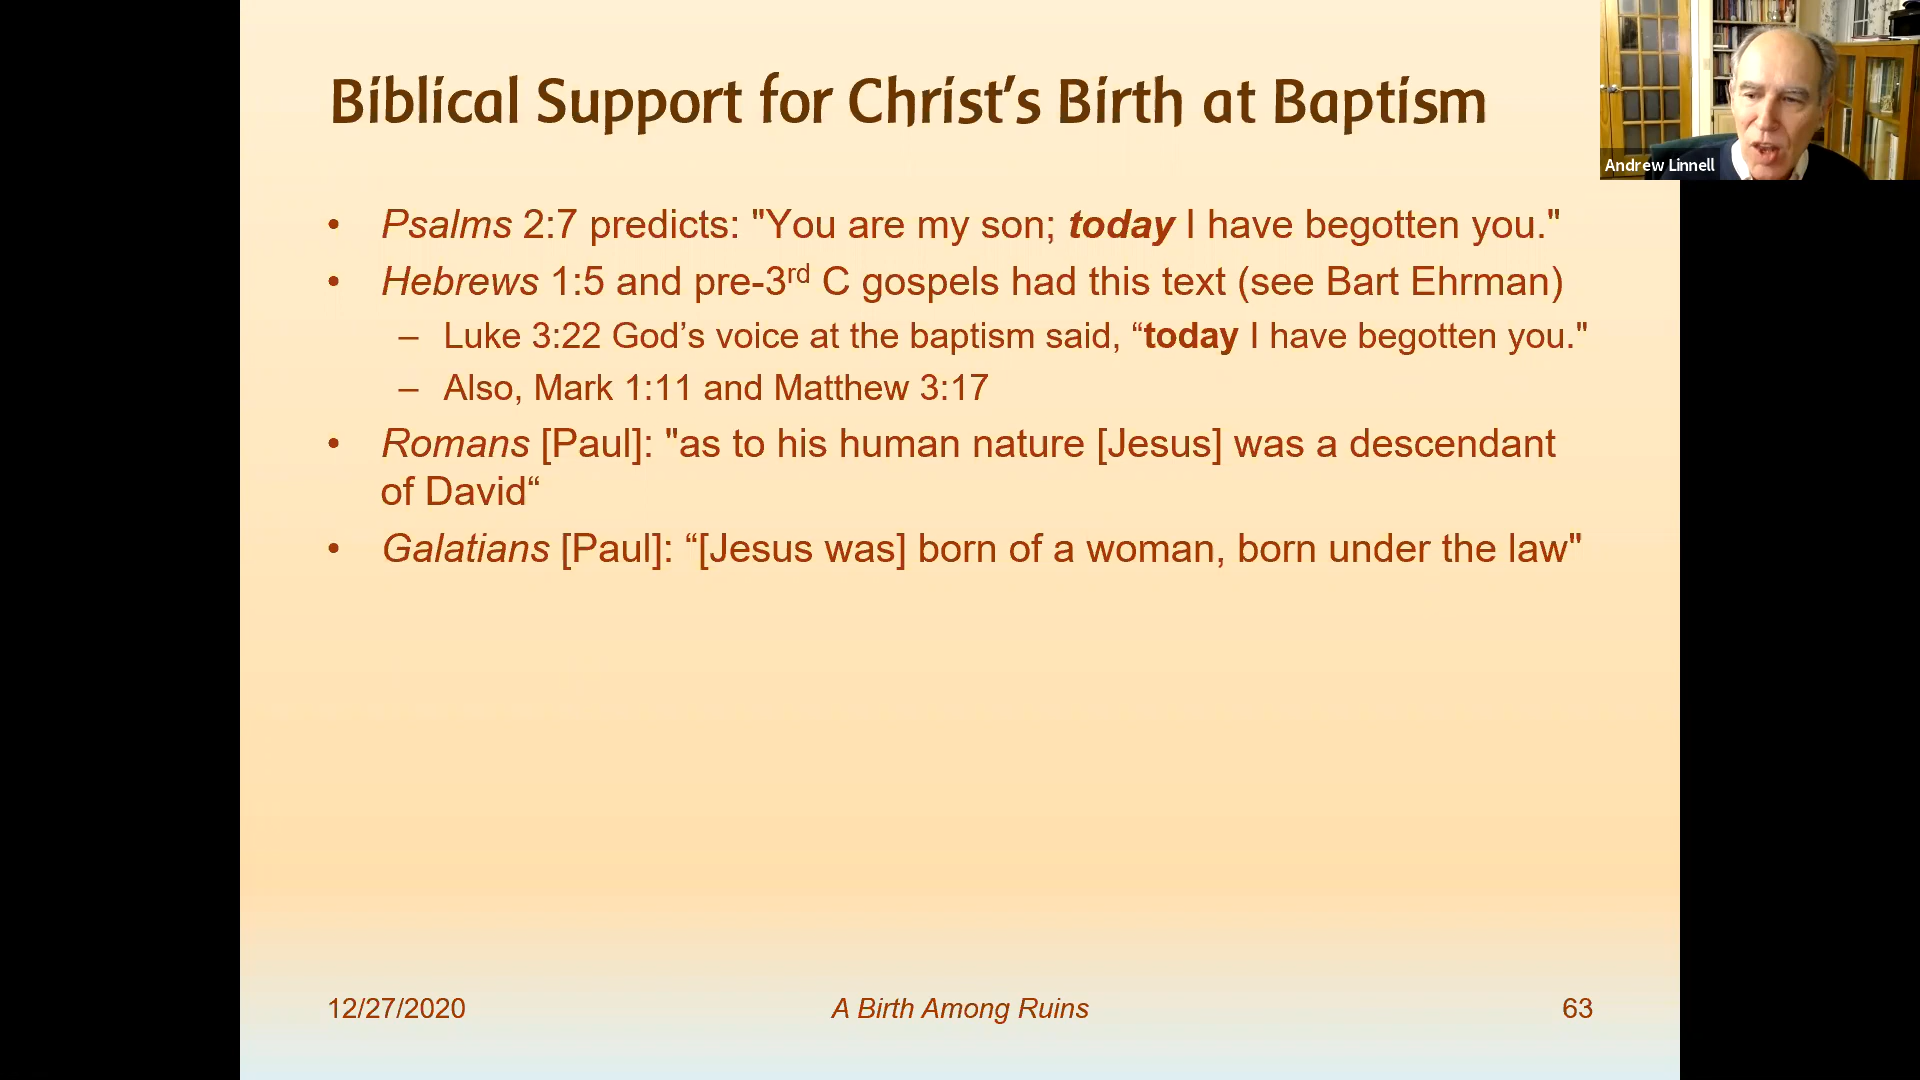 Biblical Support for Christ’s Birth at Baptism
Andrew Linnell
• Psalms 2:7 predicts: "You are my son; today I have begotten you."
• Hebrews 1:5 and pre-3rd C gospels had this text (see Bart Ehrman)
– Luke 3:22 God’s voice at the baptism said, “today I have begotten you."
– Also, Mark 1:11 and Matthew 3:17
• Romans [Paul]: "as to his human nature [Jesus] was a descendant
of David“
• Galatians [Paul]: “[Jesus was] born of a woman, born under the law"
12/27/2020
A Birth Among Ruins
63